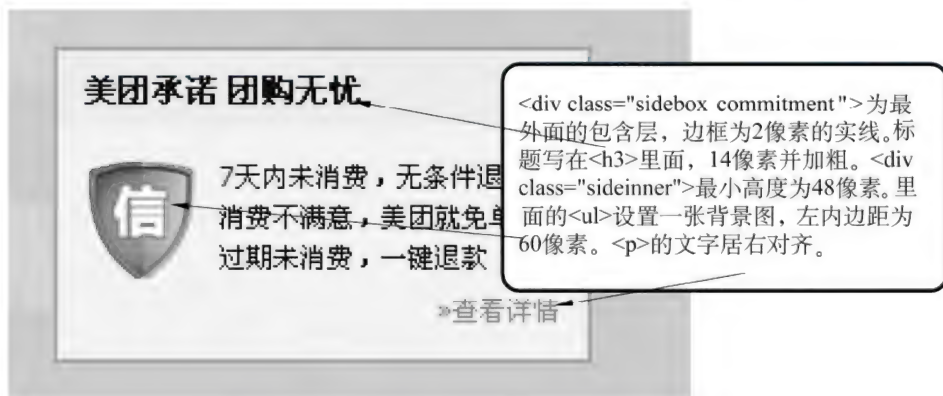 美团承诺 团购无忧
信
7天内未消费，无条件退
消费不满意，美团就免单
过期未消费，一键退款
»查看详情
<div class="sidebox commitment">为最
外面的包含层，边框为2像素的实线。标
题写在<h3>里面，14像素并加粗。<div
class="sideinner">最小高度为48像素。里
面的<ul>设置一张背景图，左内边距为
60像素。<p>的文字居右对齐。